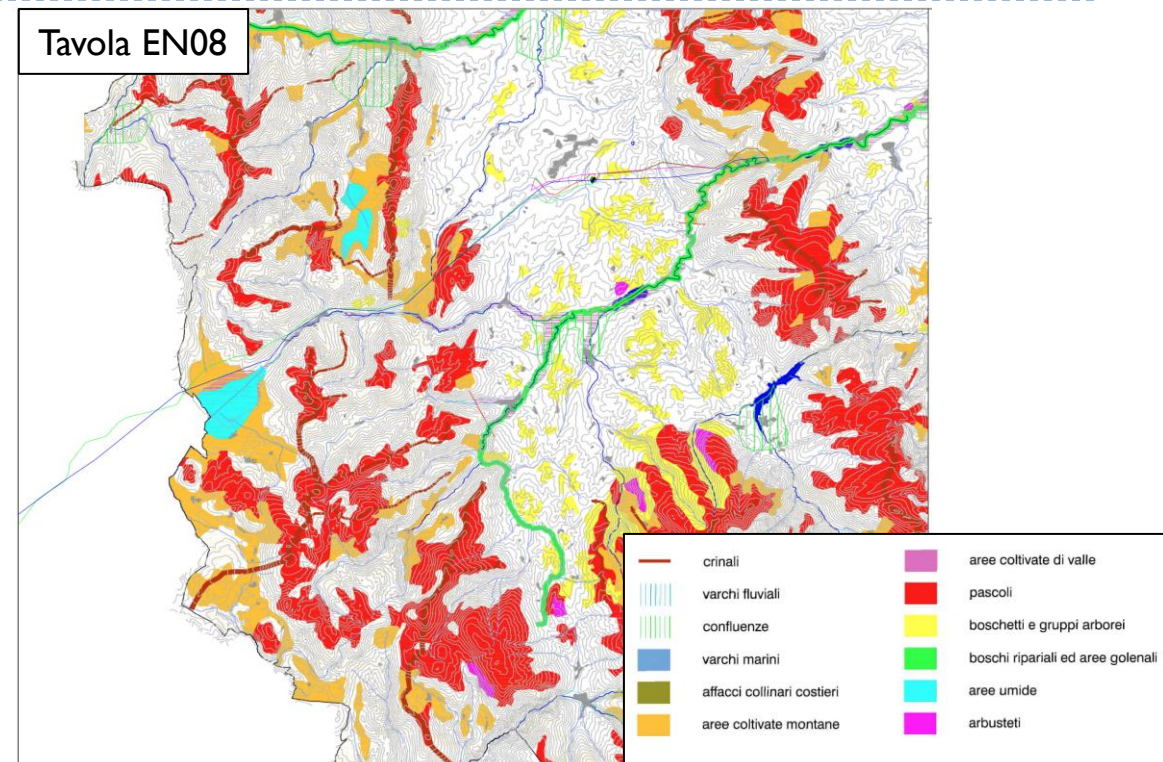 Tavola EN08
crinali
varchi fluviali
confluenze
varchi marini
affacci collinari costieri
aree coltivate montane
aree coltivate di valle
pascoli
boschetti e gruppi arborei
boschi ripariali ed aree golenali
aree umide
arbusteti